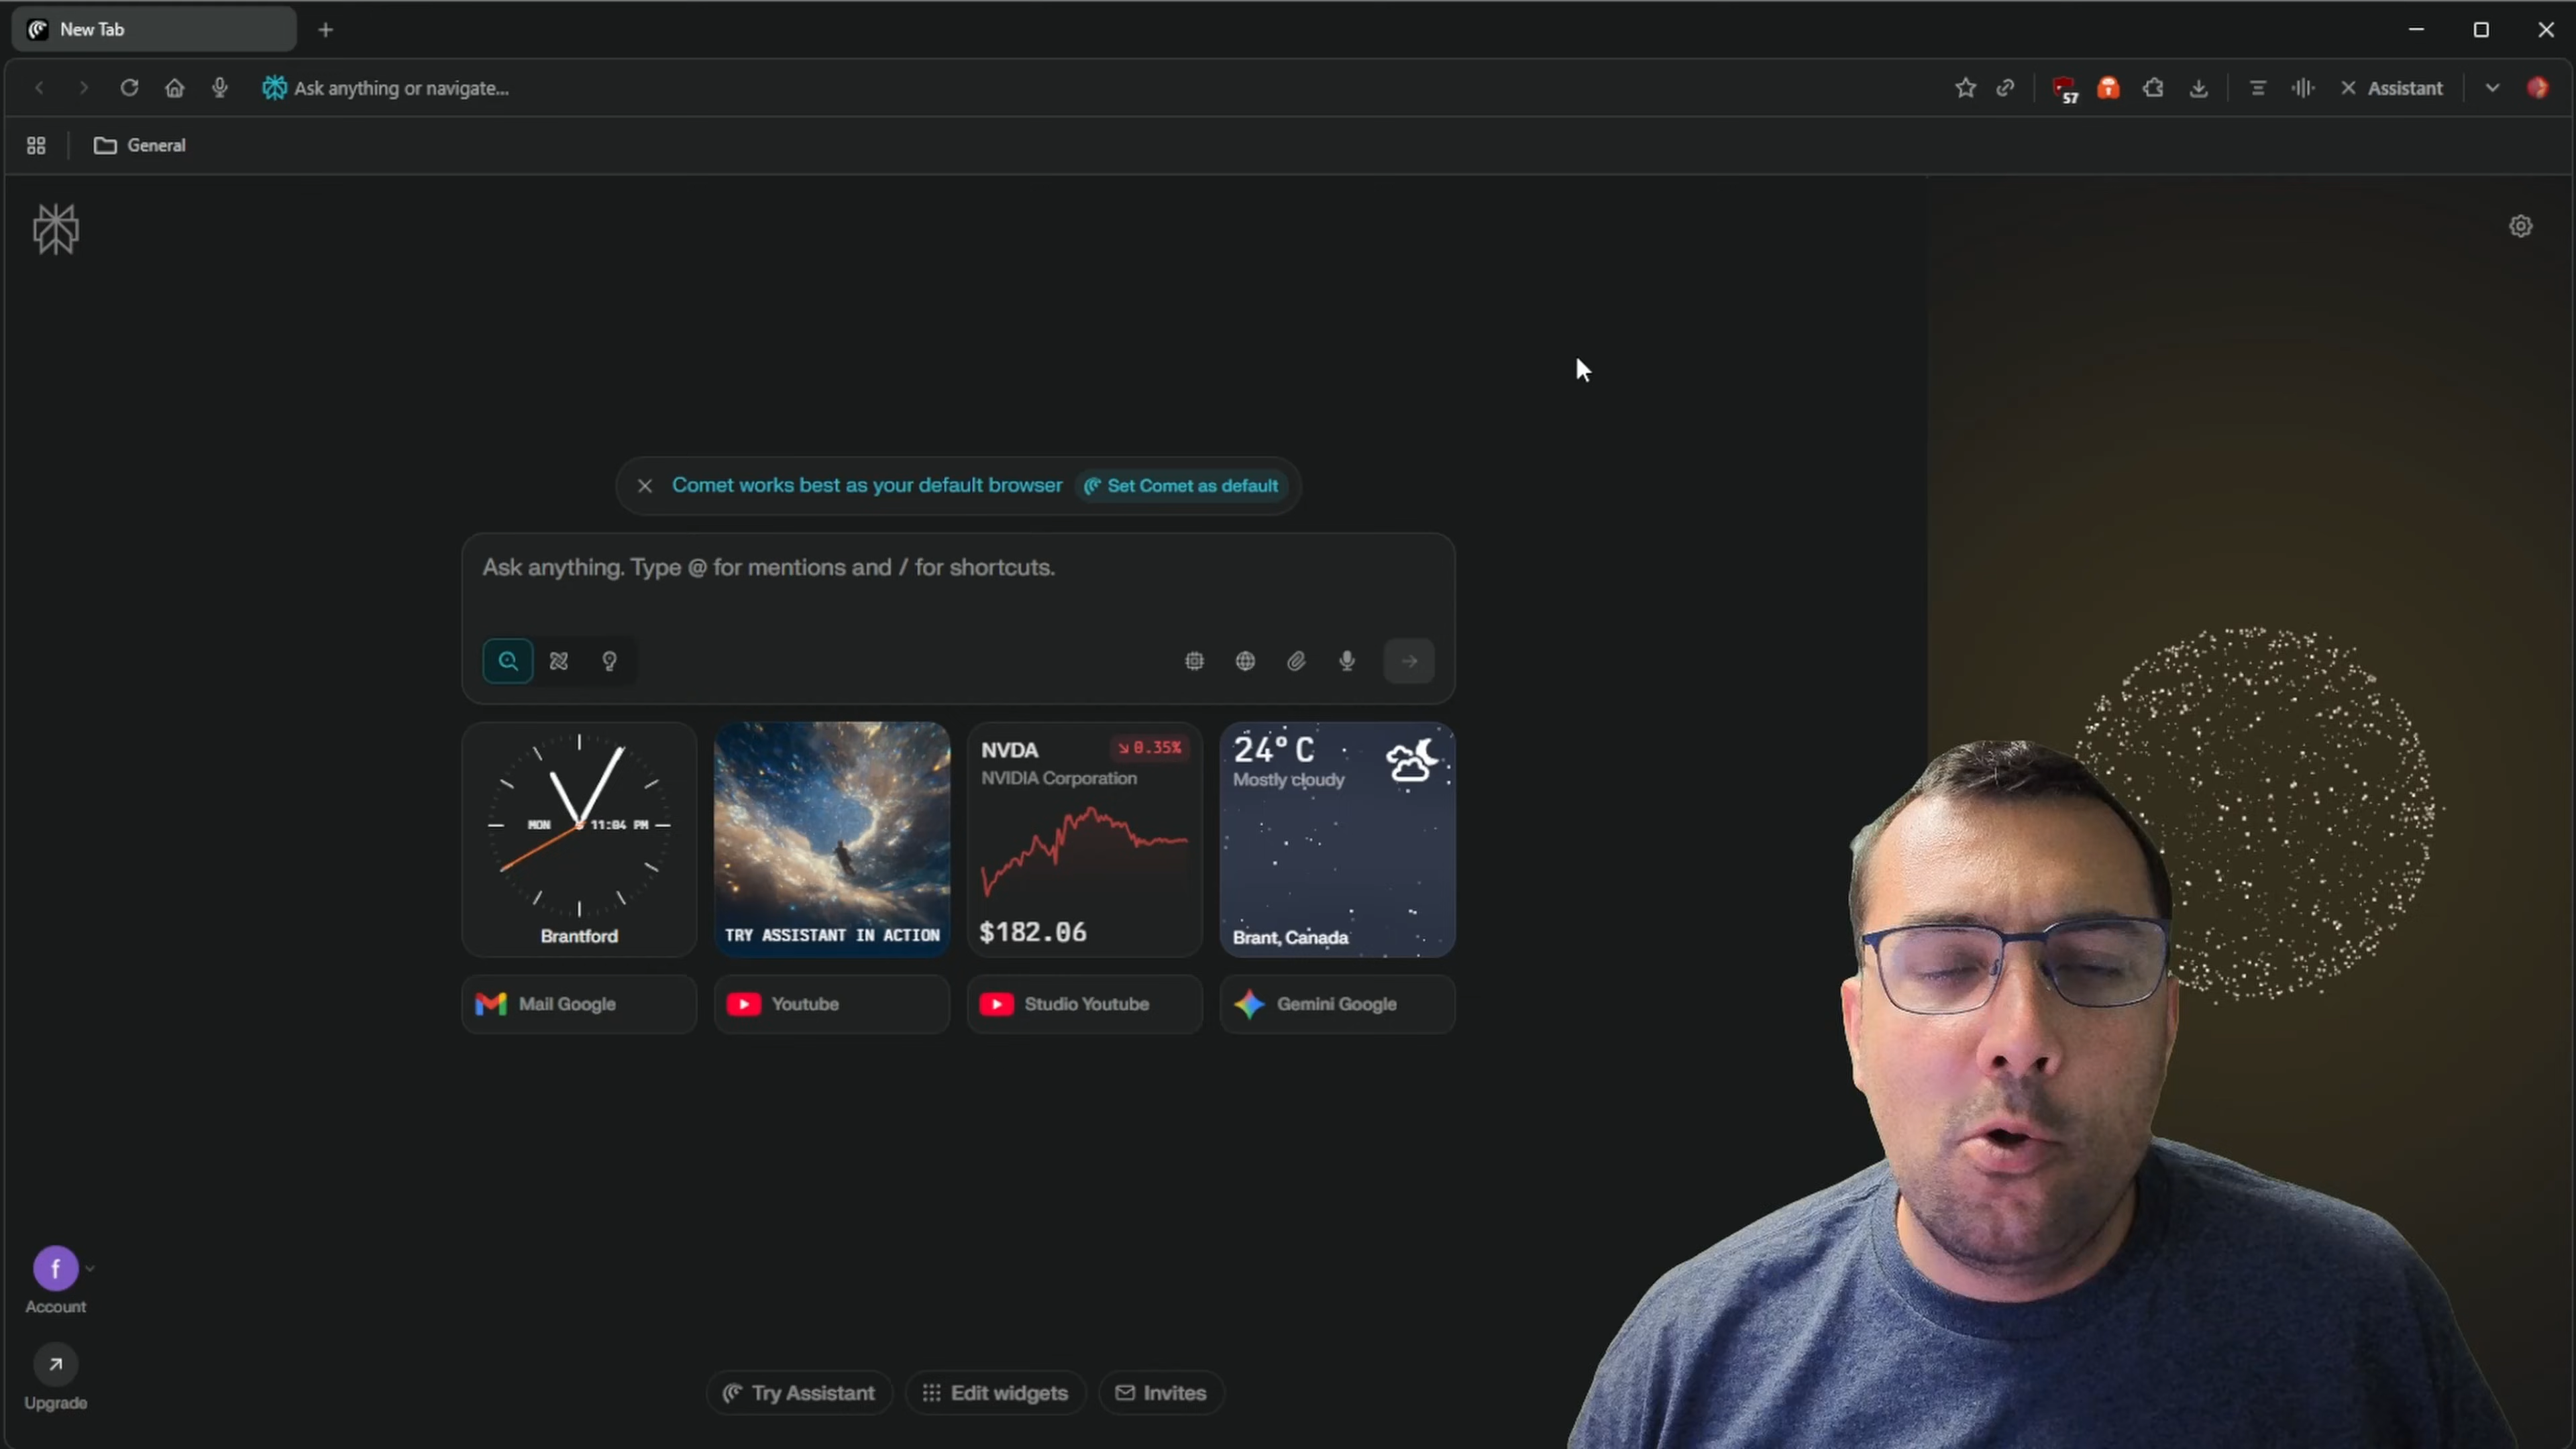 New Tab
Ask anything or navigate...
57
Assistant
General
Comet works best as your default browser
Set Comet as default
Ask anything. Type @ for mentions and / for shortcuts.
MON 11:04 PM
Brantford
TRY ASSISTANT IN ACTION
NVDA
0.35%
NVIDIA Corporation
$182.06
24° C
Mostly cloudy
Brant, Canada
Mail Google
Youtube
Studio Youtube
Gemini Google
f
Account
Upgrade
Try Assistant
Edit widgets
Invites